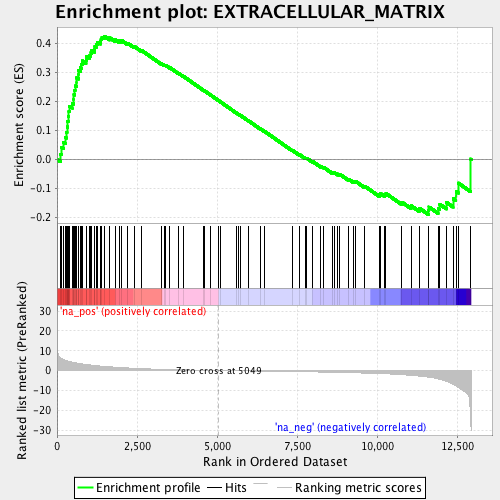 Enrichment plot: EXTRACELLULAR_MATRIX
Enrichment score (ES)
0.4
0.3
0.2
0.1
0.0
-0.1
-0.2
Ranked list metric (PreRanked)
30
20
10
0
-10
-20
-30
'na_pos' (positively correlated)
Zero cross at 5049
'na_neg' (negatively correlated)
0 2,500 5,000 7,500 10,000 12,500
Rank in Ordered Dataset
Enrichment profile Hits Ranking metric scores